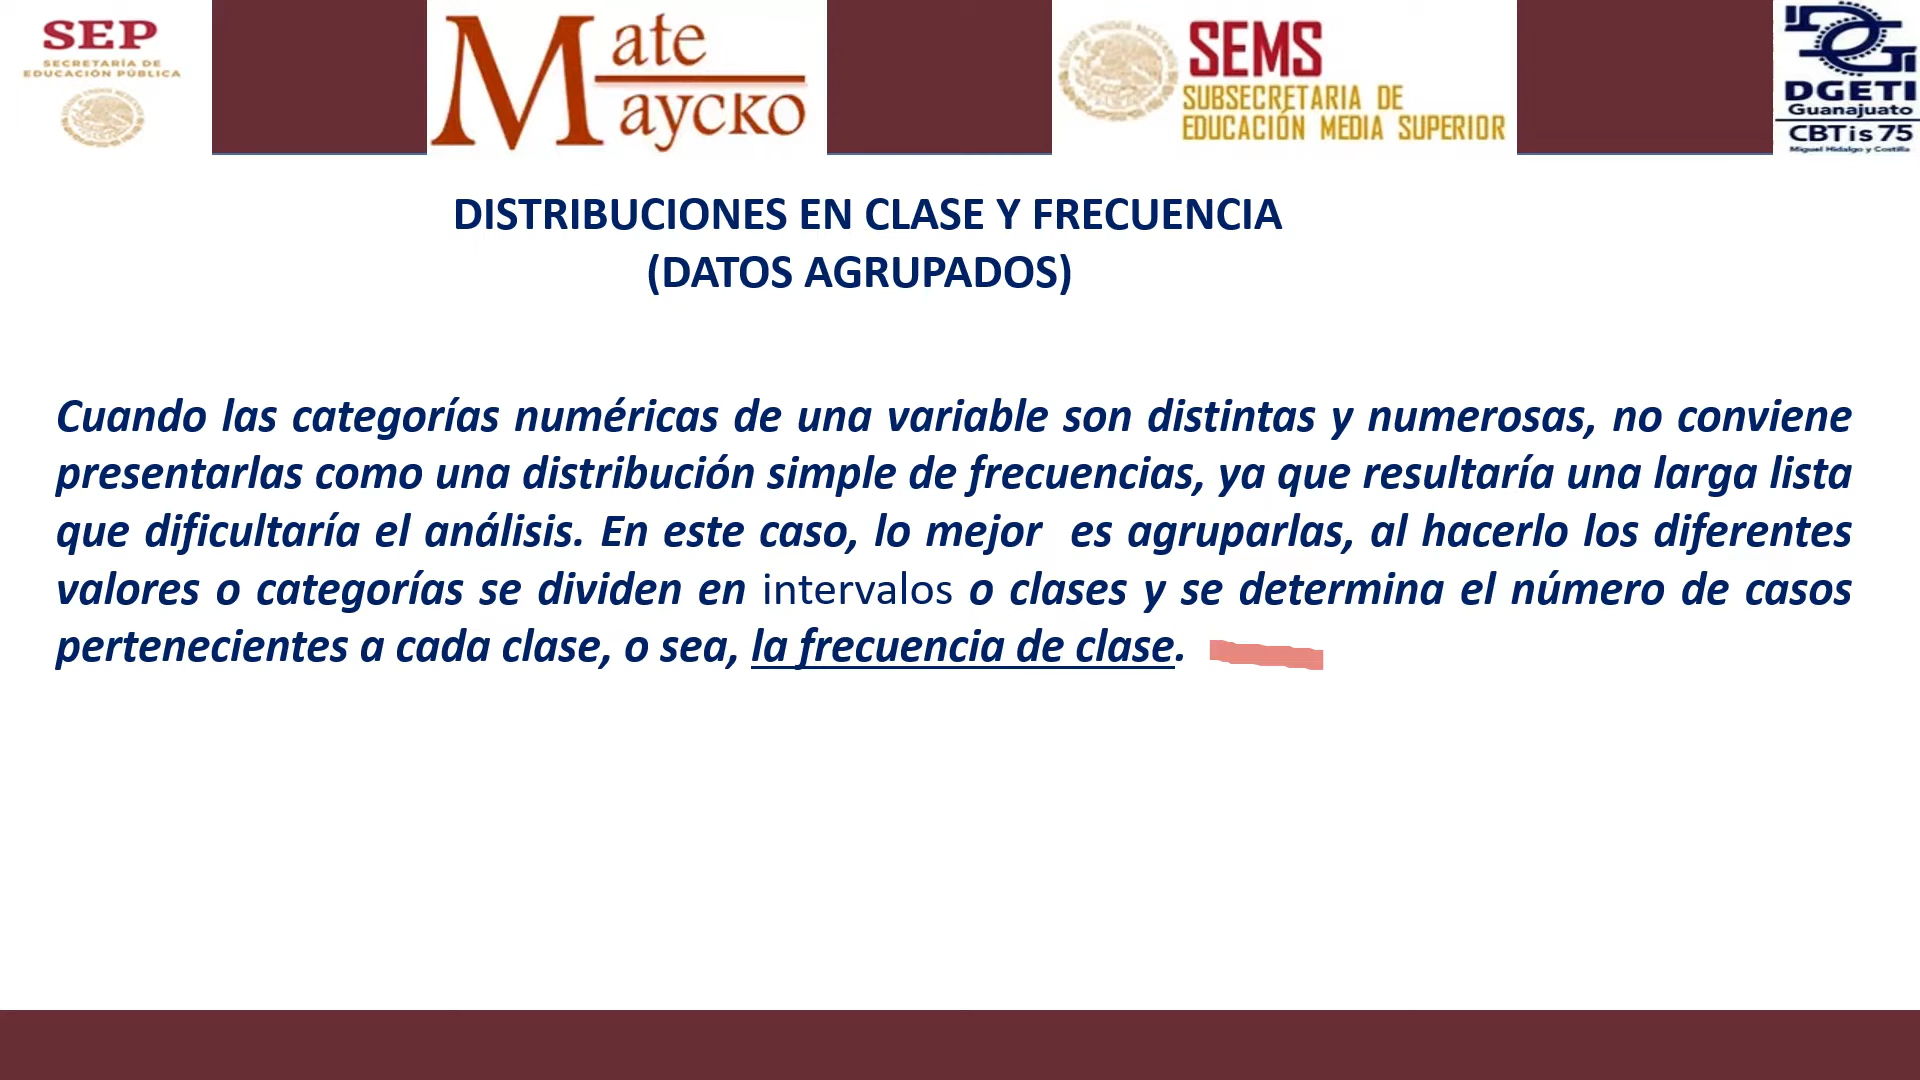 SEP
SECRETARÍA DE
EDUCACIÓN PÚBLICA
Mate
Maycko
SEMS
SUBSECRETARIA DE
EDUCACIÓN MEDIA SUPERIOR
DGETI
Guanajuato
CBTis 75
Miguel Hidalgo y Costilla
DISTRIBUCIONES EN CLASE Y FRECUENCIA
(DATOS AGRUPADOS)
Cuando las categorías numéricas de una variable son distintas y numerosas, no conviene
presentarlas como una distribución simple de frecuencias, ya que resultaría una larga lista
que dificultaría el análisis. En este caso, lo mejor es agruparlas, al hacerlo los diferentes
valores o categorías se dividen en intervalos o clases y se determina el número de casos
pertenecientes a cada clase, o sea, la frecuencia de clase.